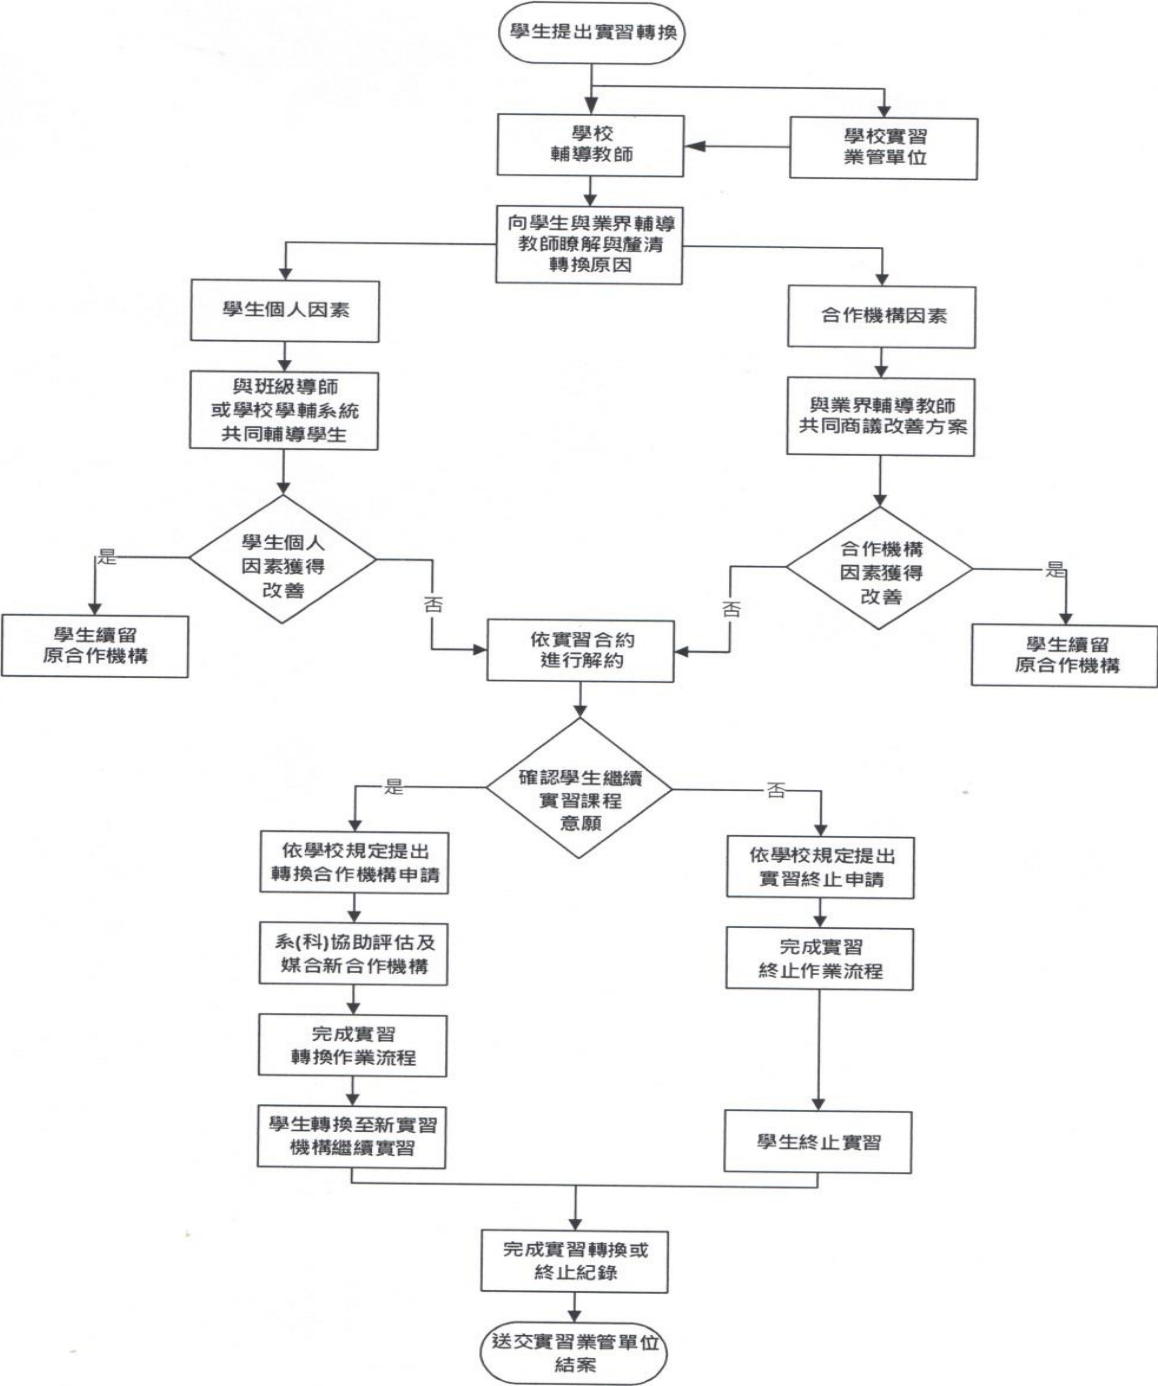 學生提出實習轉換
學校
輔導教師
學校實習
業管單位
向學生與業界輔導
教師瞭解與釐清
轉換原因
學生個人因素
合作機構因素
與班級導師
或學校學輔系統
共同輔導學生
與業界輔導教師
共同商議改善方案
學生個人
因素獲得
改善
合作機構
因素獲得
改善
是
否
否
是
學生續留
原合作機構
依實習合約
進行解約
學生續留
原合作機構
確認學生繼續
實習課程
意願
是
否
依學校規定提出
轉換合作機構申請
依學校規定提出
實習終止申請
系(科)協助評估及
媒合新合作機構
完成實習
終止作業流程
完成實習
轉換作業流程
學生轉換至新實習
機構繼續實習
學生終止實習
完成實習轉換或
終止紀錄
送交實習業管單位
結案